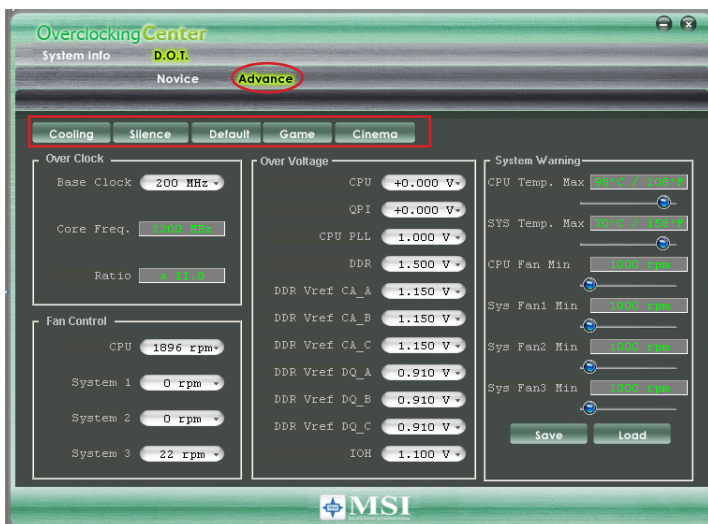 Overclocking Center
System Info D.O.T.
Novice Advance
Cooling Silence Default Game Cinema
Over Clock
Base Clock 200 MHz
Core Freq. 2200 MHz
Ratio x 11.0
Fan Control
CPU 1896 rpm
System 1 0 rpm
System 2 0 rpm
System 3 22 rpm
Over Voltage
CPU +0.000 V
QPI +0.000 V
CPU PLL 1.000 V
DDR 1.500 V
DDR Vref CA_A 1.150 V
DDR Vref CA_B 1.150 V
DDR Vref CA_C 1.150 V
DDR Vref DQ_A 0.910 V
DDR Vref DQ_B 0.910 V
DDR Vref DQ_C 0.910 V
IOH 1.100 V
System Warning
CPU Temp. Max 98°C / 208°F
SYS Temp. Max 70°C / 158°F
CPU Fan Min 1000 rpm
Sys Fan1 Min 1000 rpm
Sys Fan2 Min 1000 rpm
Sys Fan3 Min 1000 rpm
Save Load
MSI